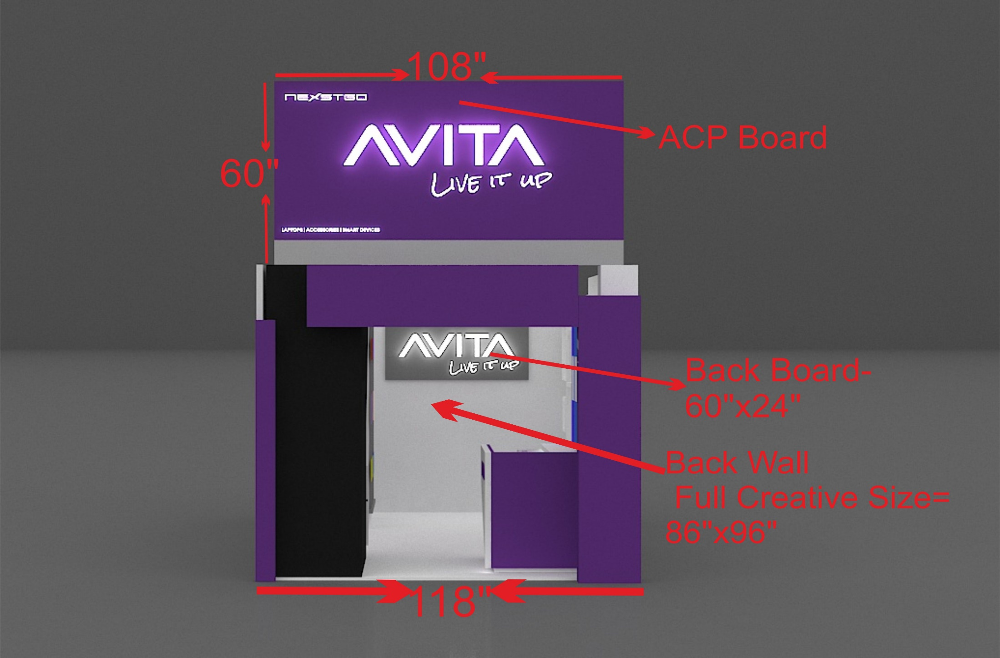 108"
NEXSTGO
AVITA
ACP Board
60"
LIVE IT UP
LAPTOPS | ACCESSORIES | SMART DEVICES
AVITA
LIVE IT UP
Back Board-
60"x24"
Back Wall
Full Creative Size=
86"x96"
118"